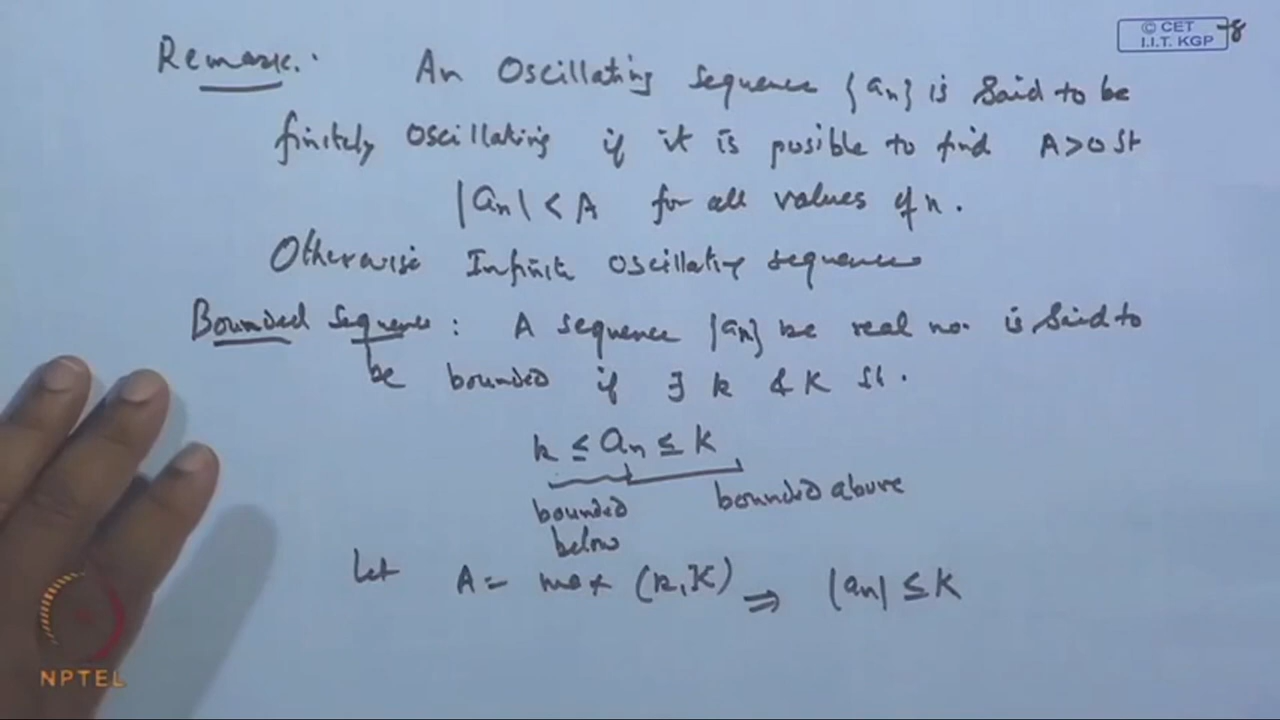 © CET
I.I.T. KGP
Remark. An Oscillating sequence {an} is said to be
finitely oscillating if it is posible to find A>0 st
|an| < A for all values of n.
Otherwise Infinite oscillating sequence
Bounded sequence : A sequence {an} be real no. is said to
be bounded if ∃ k & K st.
k ≤ an ≤ K
bounded below
bounded above
Let A = max (k,K) ⇒ |an| ≤ K
NPTEL